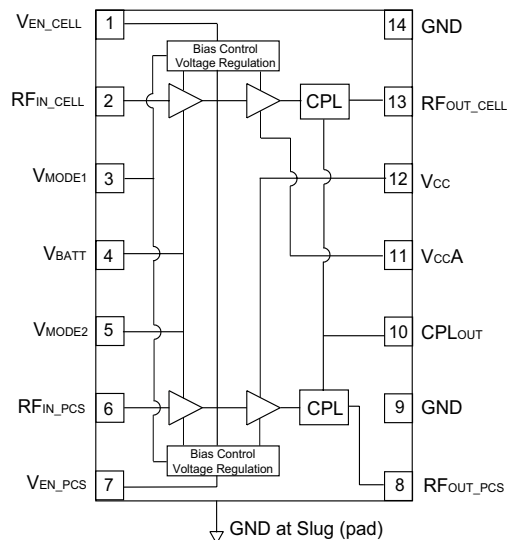 VEN_CELL 1 14 GND
Bias Control
Voltage Regulation
RFIN_CELL 2 CPL 13 RFOUT_CELL
VMODE1 3 12 VCC
VBATT 4 11 VCCA
VMODE2 5 10 CPLOUT
RFIN_PCS 6 CPL 9 GND
Bias Control
Voltage Regulation
VEN_PCS 7 8 RFOUT_PCS
GND at Slug (pad)